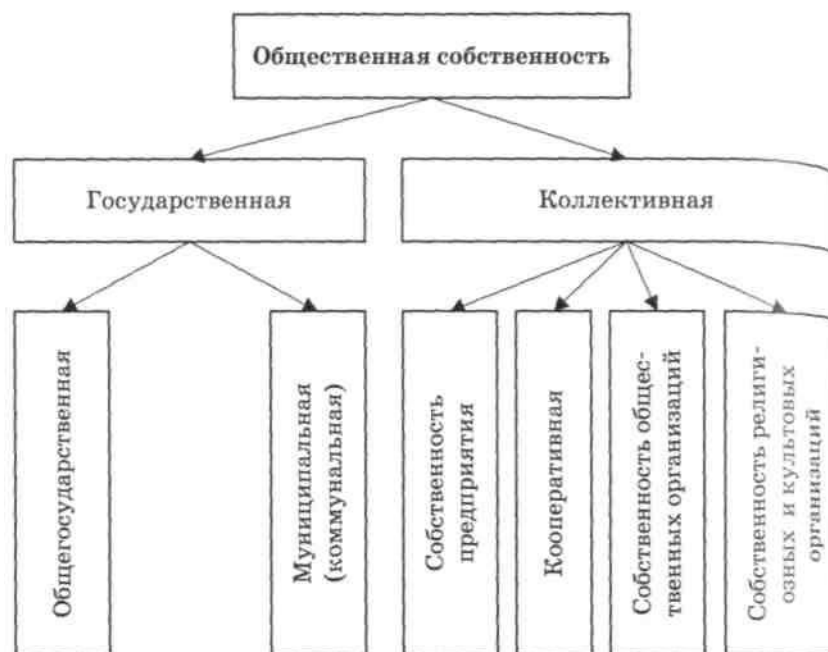 Общественная собственность
Государственная
Коллективная
Общегосударственная
Муниципальная
(коммунальная)
Собственность
предприятия
Кооперативная
Собственность общес-
твенных организаций
Собственность религи-
озных и культовых
организаций